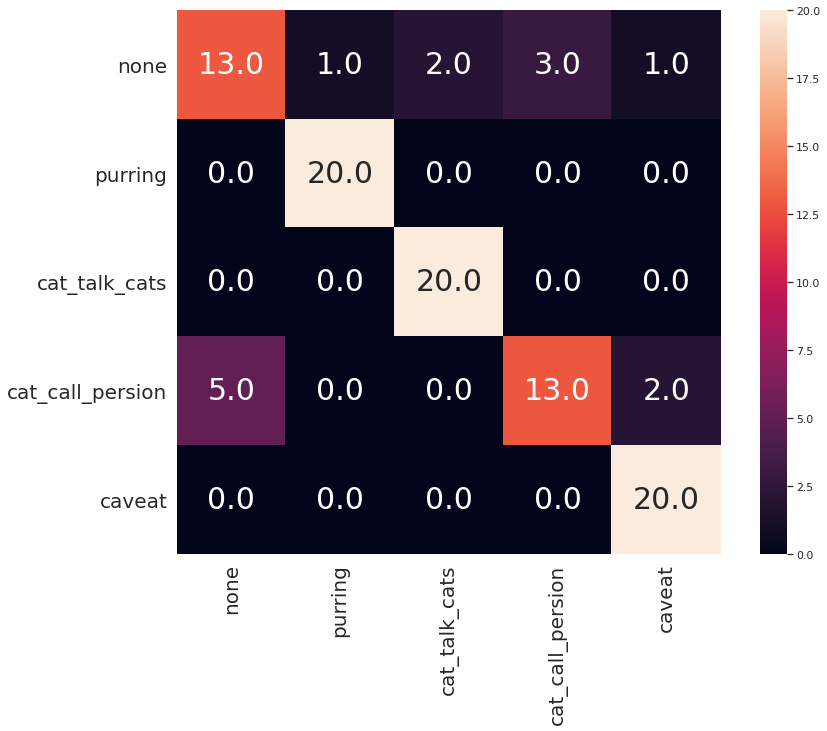 none 13.0 1.0 2.0 3.0 1.0
purring 0.0 20.0 0.0 0.0 0.0
cat_talk_cats 0.0 0.0 20.0 0.0 0.0
cat_call_persion 5.0 0.0 0.0 13.0 2.0
caveat 0.0 0.0 0.0 0.0 20.0
none
purring
cat_talk_cats
cat_call_persion
caveat
20.0
17.5
15.0
12.5
10.0
7.5
5.0
2.5
0.0